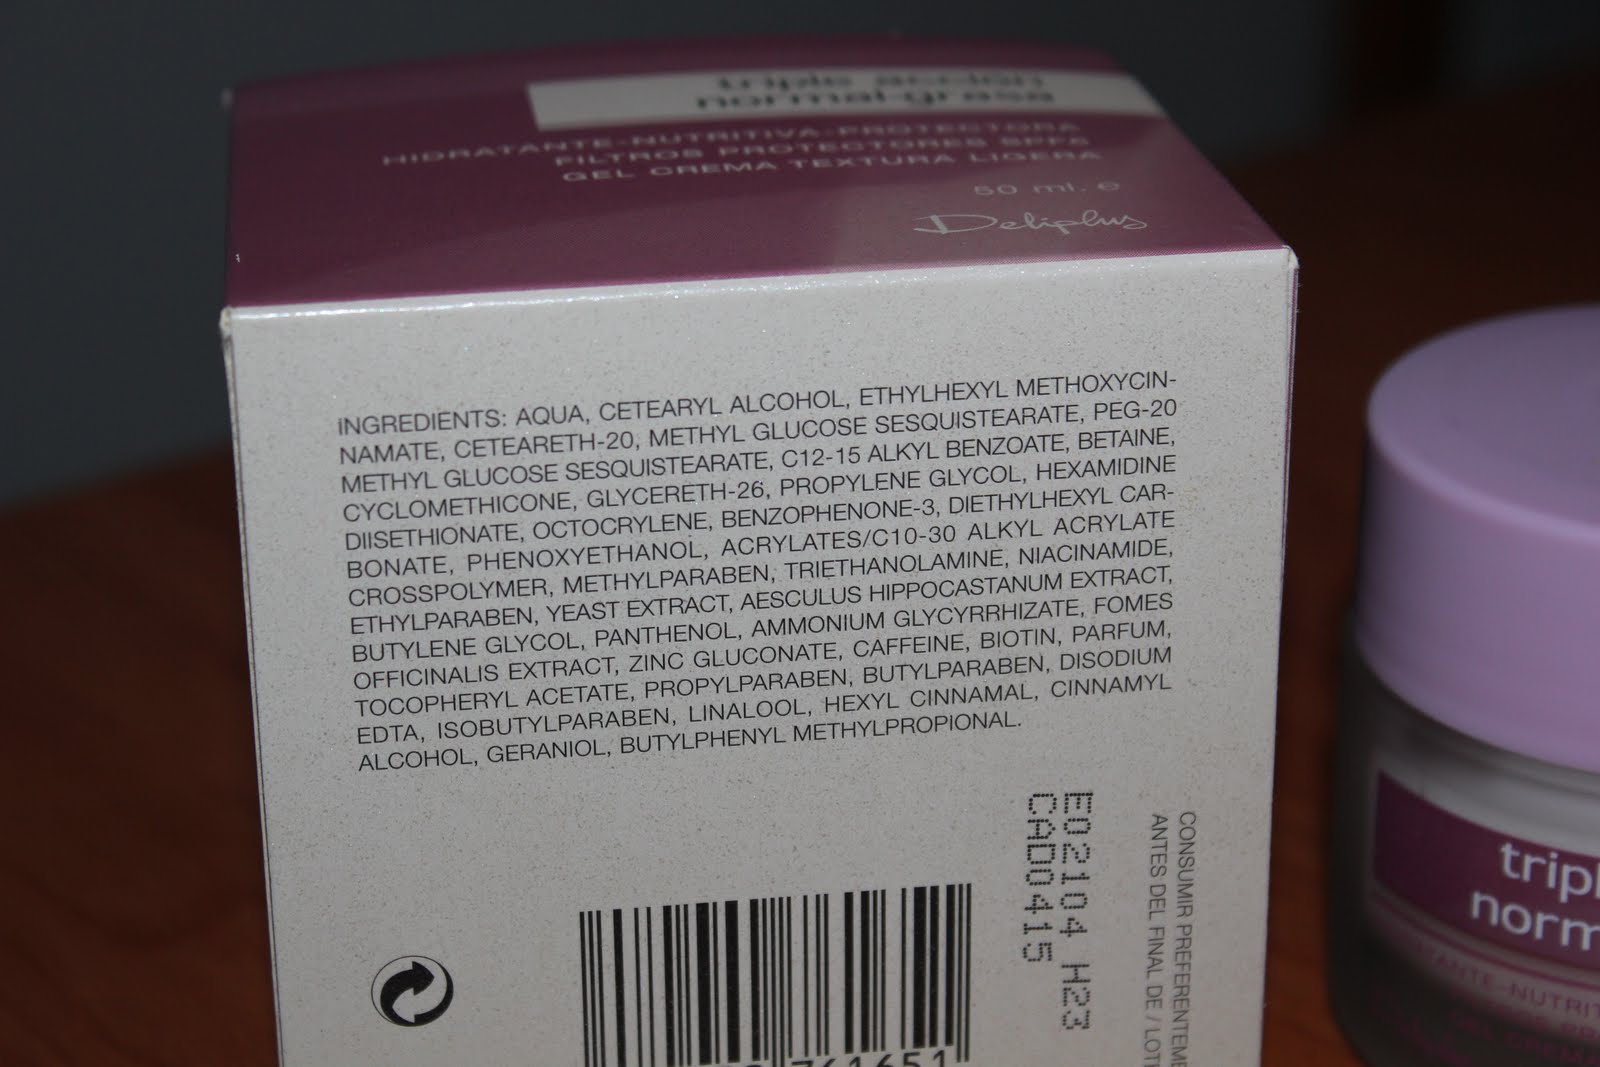 triple acción
normal-grasa
HIDRATANTE-NUTRITIVA-PROTECTORA
FILTROS PROTECTORES SPF6
GEL CREMA TEXTURA LIGERA
50 ml. e
Deliplus
INGREDIENTS: AQUA, CETEARYL ALCOHOL, ETHYLHEXYL METHOXYCIN-
NAMATE, CETEARETH-20, METHYL GLUCOSE SESQUISTEARATE, PEG-20
METHYL GLUCOSE SESQUISTEARATE, C12-15 ALKYL BENZOATE, BETAINE,
CYCLOMETHICONE, GLYCERETH-26, PROPYLENE GLYCOL, HEXAMIDINE
DIISETHIONATE, OCTOCRYLENE, BENZOPHENONE-3, DIETHYLHEXYL CAR-
BONATE, PHENOXYETHANOL, ACRYLATES/C10-30 ALKYL ACRYLATE
CROSSPOLYMER, METHYLPARABEN, TRIETHANOLAMINE, NIACINAMIDE,
ETHYLPARABEN, YEAST EXTRACT, AESCULUS HIPPOCASTANUM EXTRACT,
BUTYLENE GLYCOL, PANTHENOL, AMMONIUM GLYCYRRHIZATE, FOMES
OFFICINALIS EXTRACT, ZINC GLUCONATE, CAFFEINE, BIOTIN, PARFUM,
TOCOPHERYL ACETATE, PROPYLPARABEN, BUTYLPARABEN, DISODIUM
EDTA, ISOBUTYLPARABEN, LINALOOL, HEXYL CINNAMAL, CINNAMYL
ALCOHOL, GERANIOL, BUTYLPHENYL METHYLPROPIONAL.
E02104 H23
CAD0415
CONSUMIR PREFERENTEME
ANTES DEL FINAL DE / LOT
761651
trip
norm